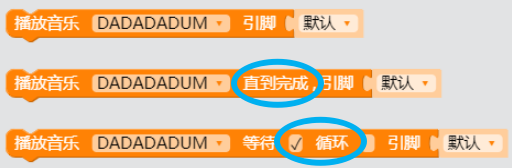 播放音乐 DADADADUM 引脚 默认
播放音乐 DADADADUM 直到完成, 引脚 默认
播放音乐 DADADADUM 等待 ✓ 循环 引脚 默认